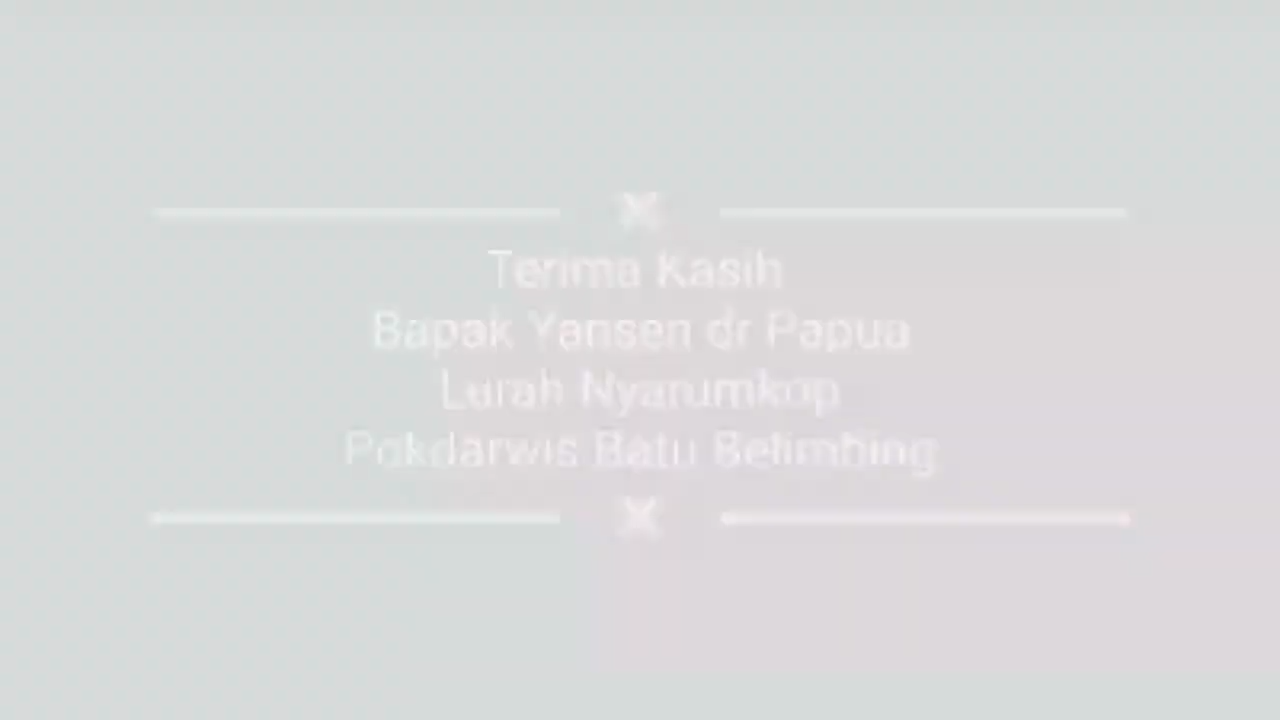 Terima Kasih
Bapak Yansen dr Papua
Lurah Nyarumkop
Pokdarwis Batu Belimbing